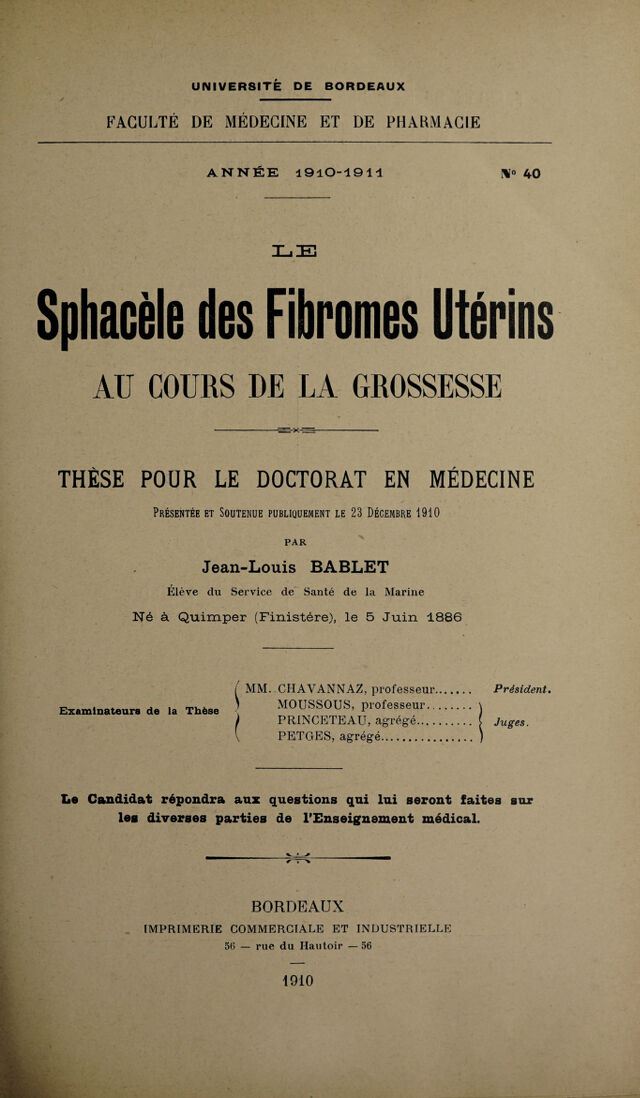 UNIVERSITÉ DE BORDEAUX
FACULTÉ DE MÉDECINE ET DE PHARMACIE
ANNÉE 1910-1911 N° 40
LE
Sphacèle des Fibromes Utérins
AU COURS DE LA GROSSESSE
THÈSE POUR LE DOCTORAT EN MÉDECINE
PRÉSENTÉE ET SOUTENUE PUBLIQUEMENT LE 23 DÉCEMBRE 1910
PAR
Jean-Louis BABLET
Élève du Service de Santé de la Marine
Né à Quimper (Finistére), le 5 Juin 1886
MM. CHAVANNAZ, professeur....... Président.
MOUSSOUS, professeur........
Examinateurs de la Thèse
PRINCETEAU, agrégé.......... Juges.
PETGES, agrégé................
Le Candidat répondra aux questions qui lui seront faites sur
les diverses parties de l'Enseignement médical.
BORDEAUX
IMPRIMERIE COMMERCIALE ET INDUSTRIELLE
56 — rue du Hautoir — 56
1910